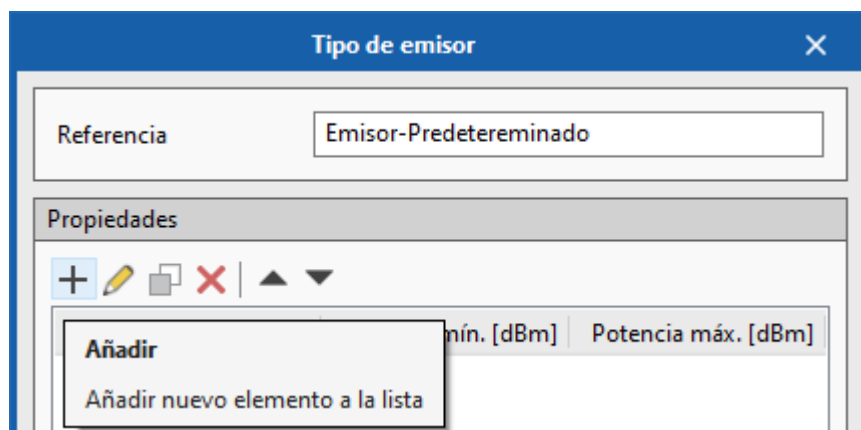 Tipo de emisor
Referencia Emisor-Predetereminado
Propiedades
mín. [dBm] Potencia máx. [dBm]
Añadir
Añadir nuevo elemento a la lista